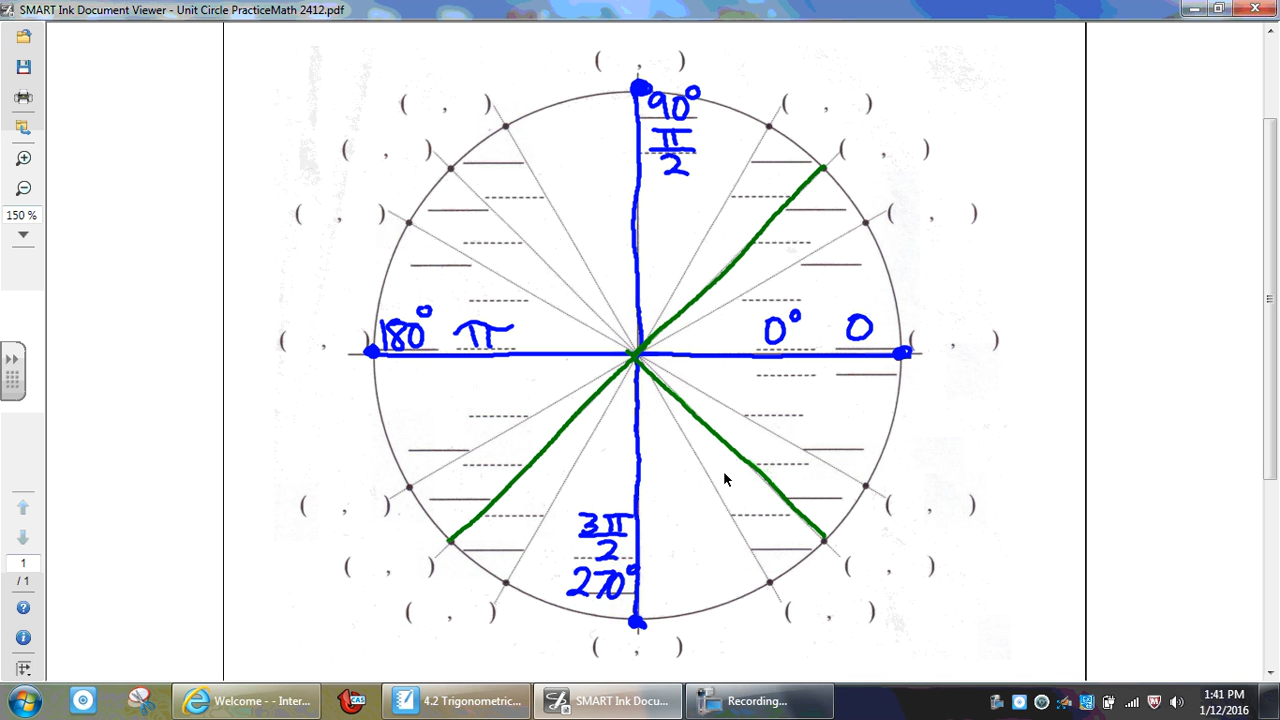 SMART Ink Document Viewer - Unit Circle PracticeMath 2412.pdf
( , )
90°
( , ) ( , )
π/2
( , ) ( , )
150 %
( , ) ( , )
180° π 0° 0
( , ) ( , )
( , ) ( , )
3π/2
( , ) ( , )
1
/ 1
270°
( , ) ( , )
( , )
Welcome - - Inter...
CAS
4.2 Trigonometric...
SMART Ink Docu...
Recording...
1:41 PM
1/12/2016